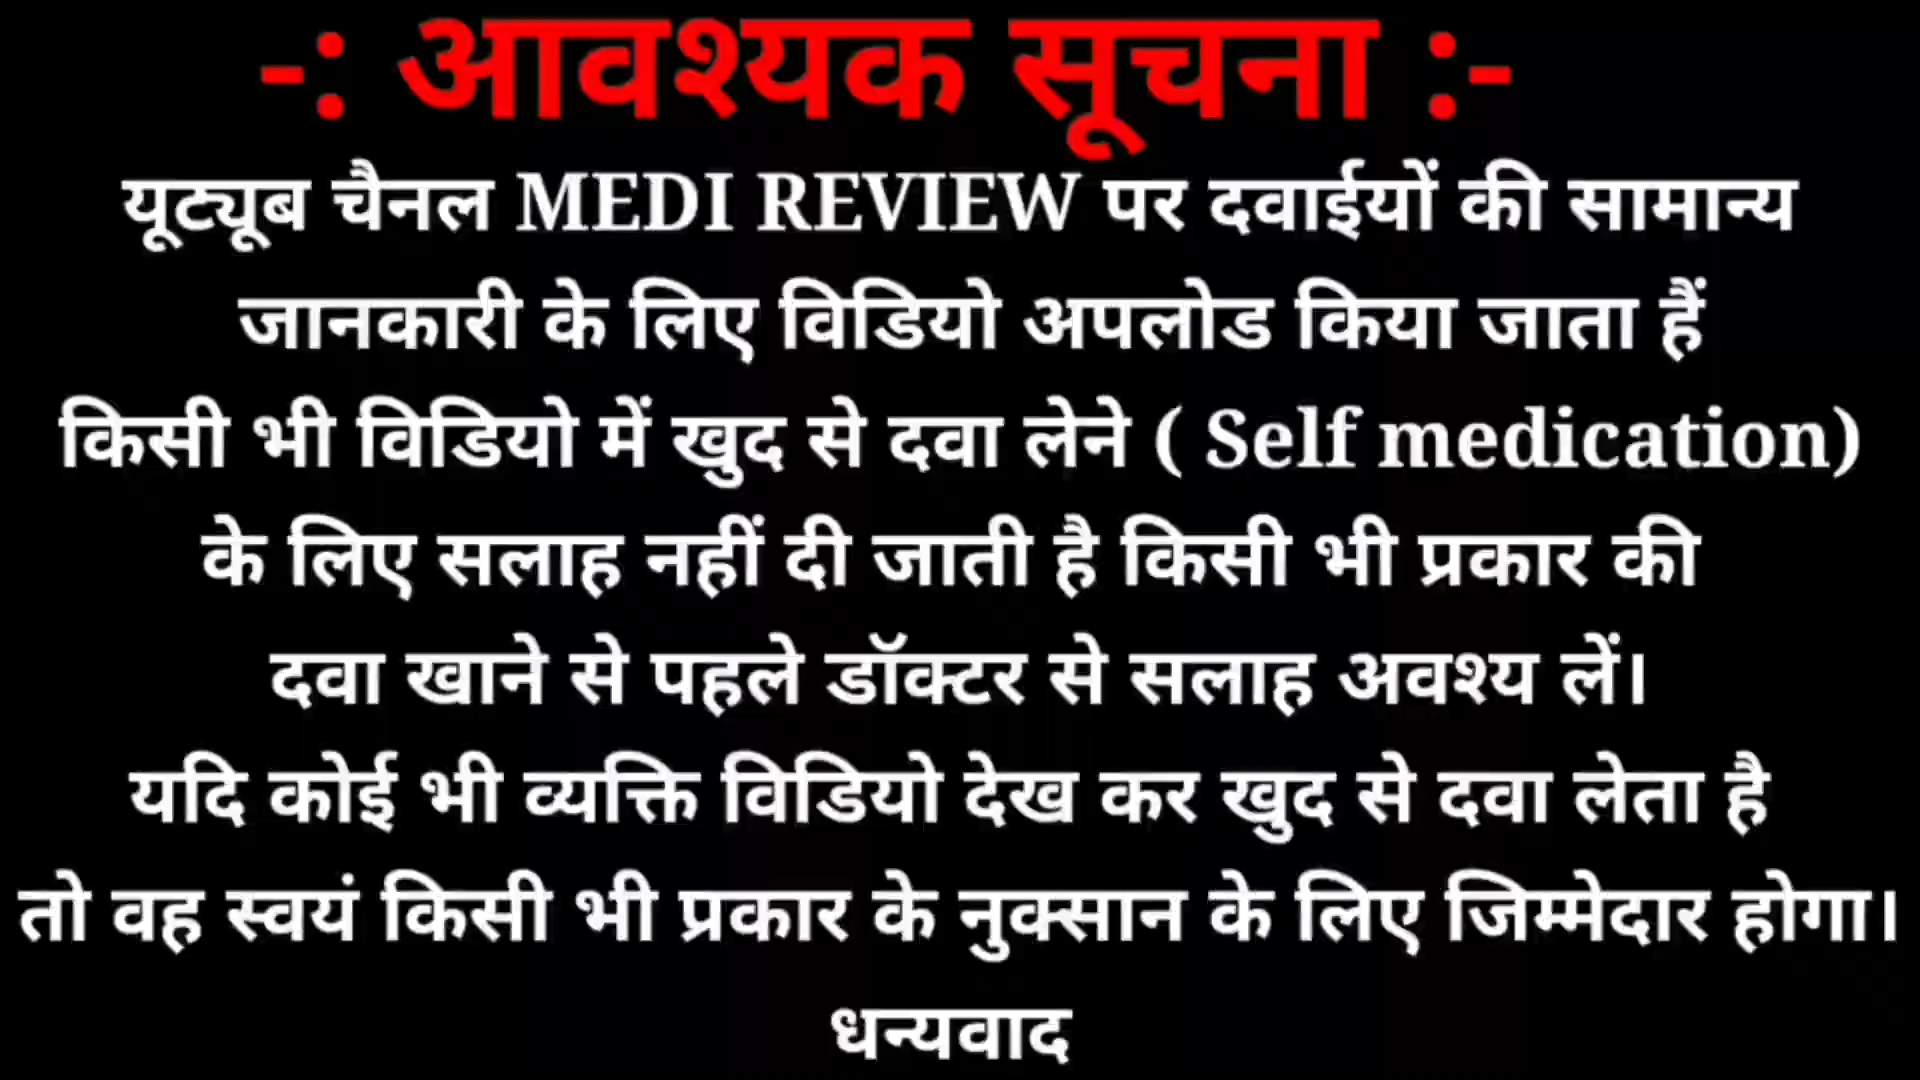 -: आवश्यक सूचना :-
यूट्यूब चैनल MEDI REVIEW पर दवाईयों की सामान्य
जानकारी के लिए विडियो अपलोड किया जाता हैं
किसी भी विडियो में खुद से दवा लेने ( Self medication)
के लिए सलाह नहीं दी जाती है किसी भी प्रकार की
दवा खाने से पहले डॉक्टर से सलाह अवश्य लें।
यदि कोई भी व्यक्ति विडियो देख कर खुद से दवा लेता है
तो वह स्वयं किसी भी प्रकार के नुक्सान के लिए जिम्मेदार होगा।
धन्यवाद